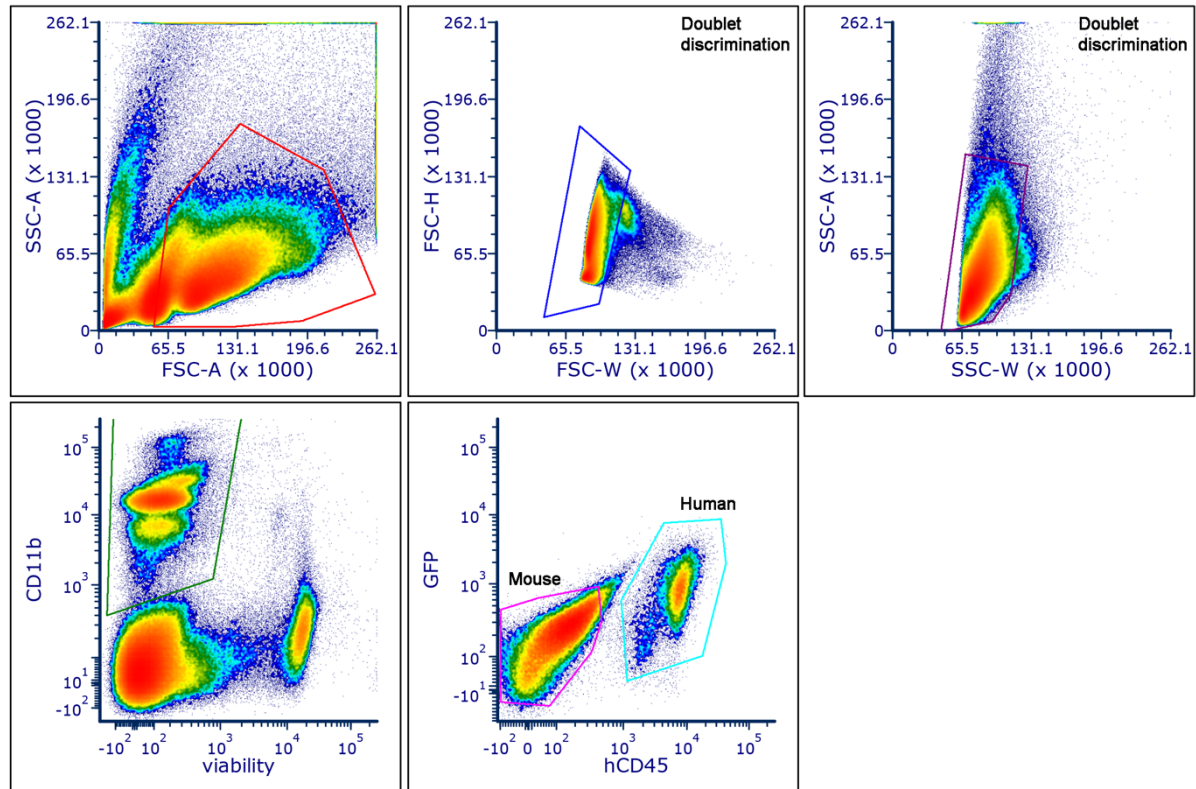 262.1
196.6
131.1
65.5
0
SSC-A (x 1000)
0 65.5 131.1 196.6 262.1
FSC-A (x 1000)
Doublet
discrimination
262.1
196.6
131.1
65.5
0
FSC-H (x 1000)
0 65.5 131.1 196.6 262.1
FSC-W (x 1000)
Doublet
discrimination
262.1
196.6
131.1
65.5
0
SSC-A (x 1000)
0 65.5 131.1 196.6 262.1
SSC-W (x 1000)
10^5
10^4
10^3
10^2
10^1
-10^2
CD11b
-10^2 10^2 10^3 10^4 10^5
viability
Human
Mouse
10^5
10^4
10^3
10^2
-10^1
GFP
-10^2 0 10^2 10^3 10^4 10^5
hCD45